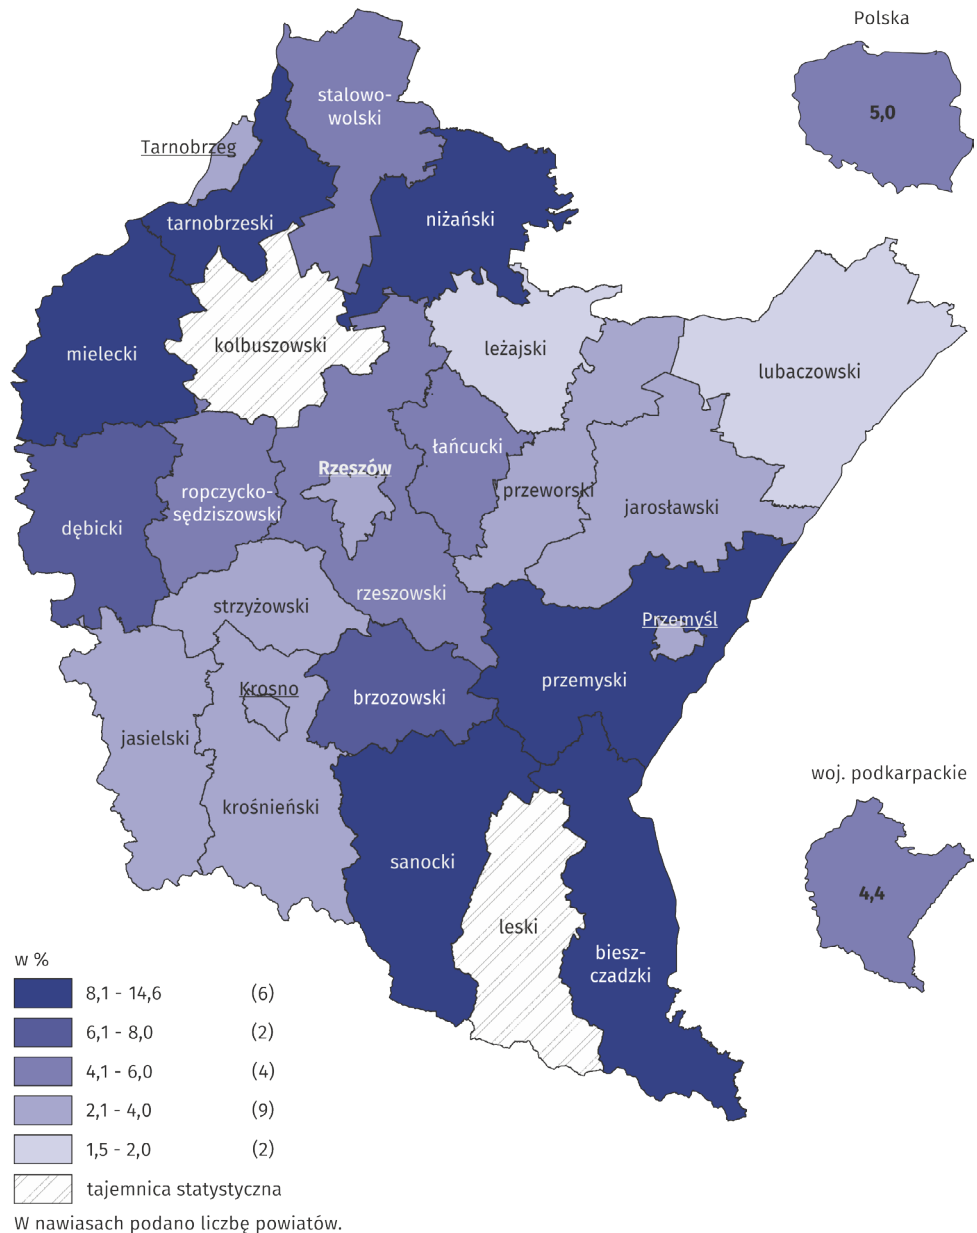 Polska
5,0
stalowo-
wolski
Tarnobrzeg
tarnobrzeski
niżański
mielecki
kolbuszowski
leżajski
lubaczowski
łańcucki
Rzeszów
ropczycko-
sędziszowski
przeworski
jarosławski
dębicki
rzeszowski
strzyżowski
Przemyśl
przemyski
Krosno
brzozowski
jasielski
krośnieński
woj. podkarpackie
4,4
sanocki
leski
biesz-
czadzki
w %
8,1 - 14,6 (6)
6,1 - 8,0 (2)
4,1 - 6,0 (4)
2,1 - 4,0 (9)
1,5 - 2,0 (2)
tajemnica statystyczna
W nawiasach podano liczbę powiatów.